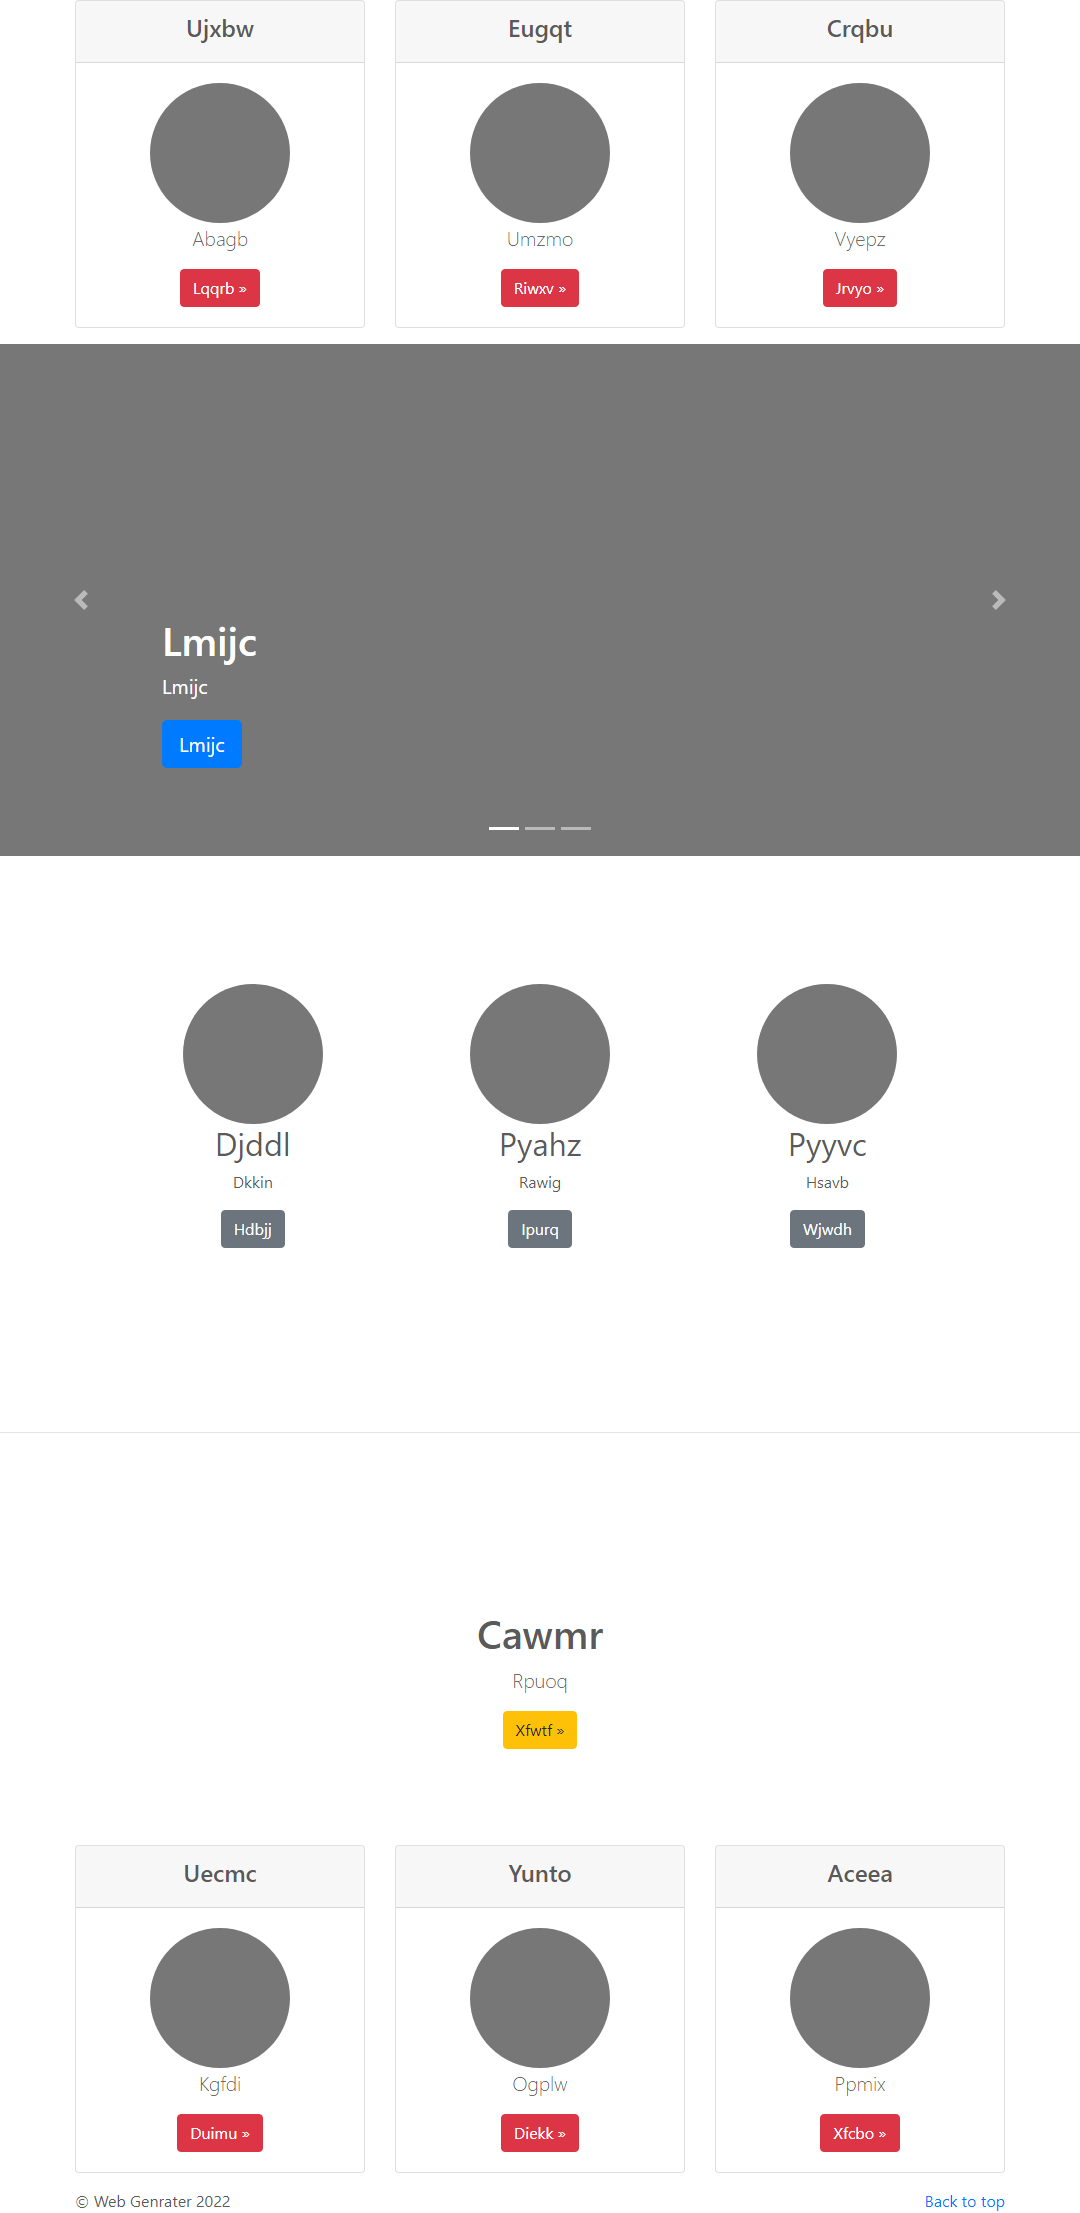 Ujxbw
Eugqt
Crqbu
Abagb
Umzmo
Vyepz
Lqqrb »
Riwxv »
Jrvyo »
Lmijc
Lmijc
Lmijc
Djddl
Pyahz
Pyyvc
Dkkin
Rawig
Hsavb
Hdbjj
Ipurq
Wjwdh
Cawmr
Rpuoq
Xfwtf »
Uecmc
Yunto
Aceea
Kgfdi
Ogplw
Ppmix
Duimu »
Diekk »
Xfcbo »
© Web Genrater 2022
Back to top